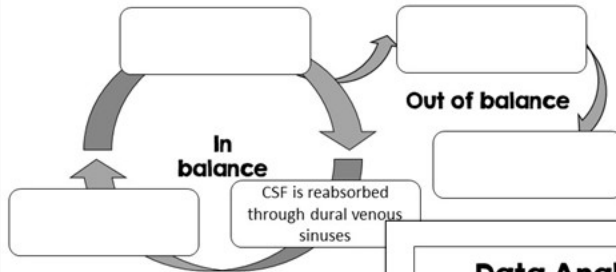 Out of balance
In
balance
CSF is reabsorbed
through dural venous
sinuses